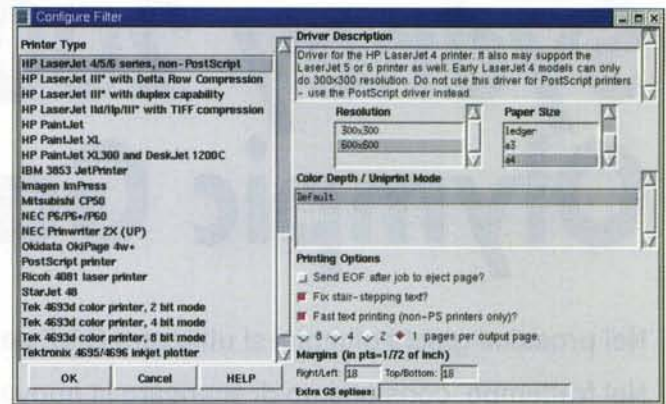 Configure Filter
Printer Type
HP LaserJet 4/5/6 series, non-PostScript
HP LaserJet III* with Delta Row Compression
HP LaserJet III* with duplex capability
HP LaserJet IId/IIp/III* with TIFF compression
HP PaintJet
HP PaintJet XL
HP PaintJet XL300 and DeskJet 1200C
IBM 3853 JetPrinter
Imagen ImPress
Mitsubishi CP50
NEC P6/P6+/P60
NEC Prinwriter 2X (UP)
Okidata OkiPage 4w+
PostScript printer
Ricoh 4081 laser printer
StarJet 48
Tek 4693d color printer, 2 bit mode
Tek 4693d color printer, 4 bit mode
Tek 4693d color printer, 8 bit mode
Tektronix 4695/4696 inkjet plotter
OK Cancel HELP
Driver Description
Driver for the HP LaserJet 4 printer. It also may support the
LaserJet 5 or 6 printer as well. Early LaserJet 4 models can only
do 300x300 resolution. Do not use this driver for PostScript printers
- use the PostScript driver instead
Resolution
300x300
600x600
Paper Size
ledger
a3
a4
Color Depth / Uniprint Mode
Default
Printing Options
Send EOF after job to eject page?
Fix stair-stepping text?
Fast text printing (non-PS printers only)?
8 4 2 1 pages per output page.
Margins (in pts=1/72 of inch)
Right/Left: 18 Top/Bottom: 18
Extra GS options: